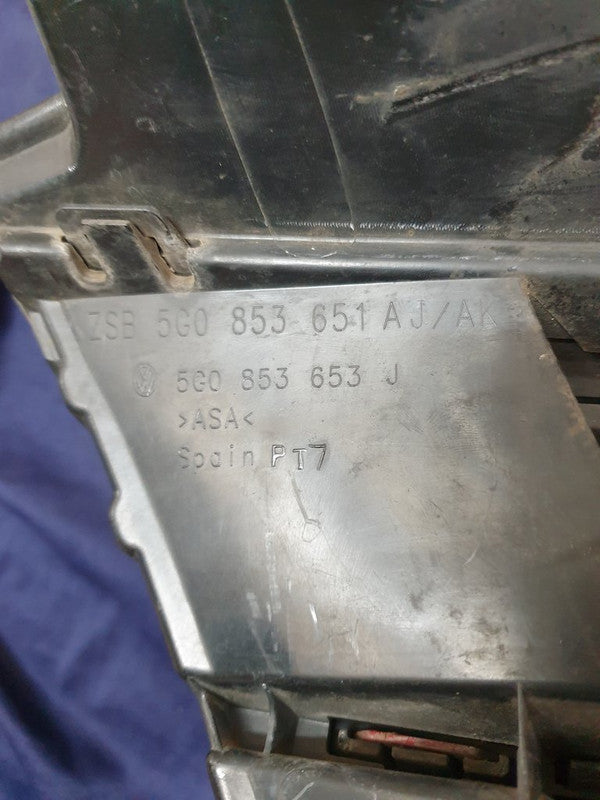 ZSB 5G0 853 651 AJ/AK
5G0 853 653 J
>ASA<
Spain PT7